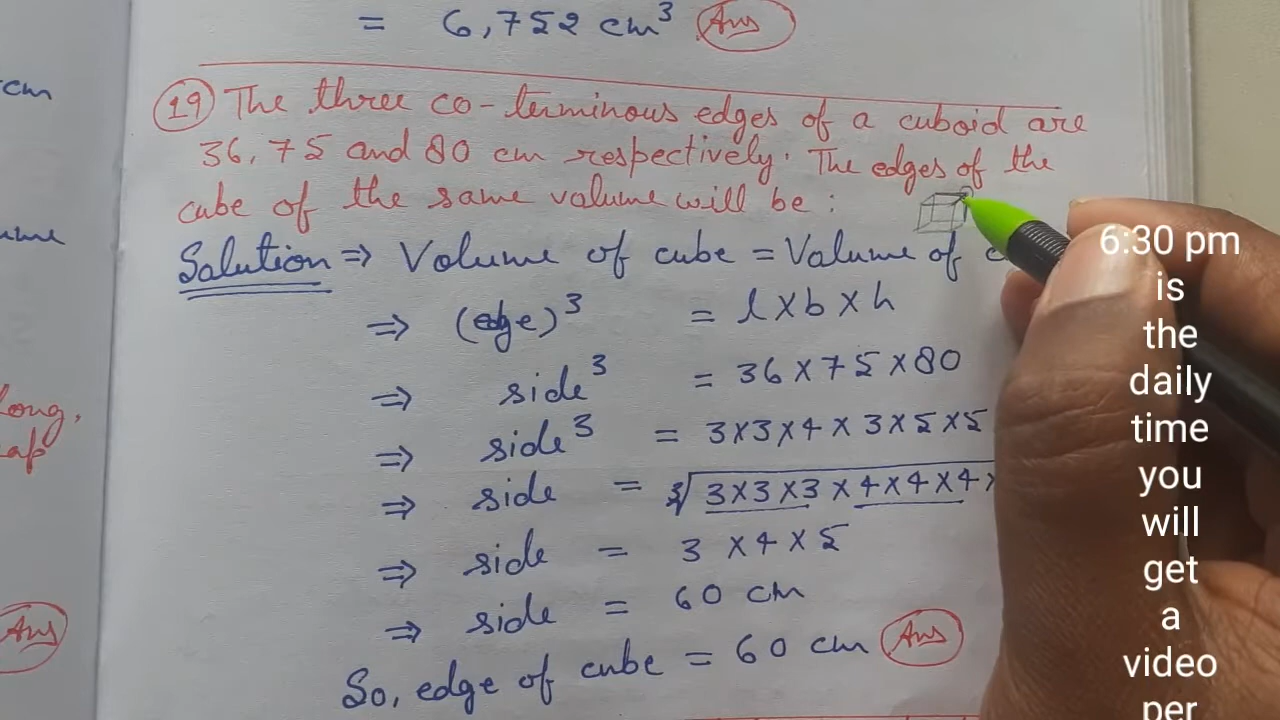 = 6,752 cm³ Ans
cm
19 The three co-terminous edges of a cuboid are
36, 75 and 80 cm respectively. The edges of the
cube of the same volume will be :
Solution ⇒ Volume of cube = Volume of
⇒ (edge)³ = l × b × h
⇒ side³ = 36 × 75 × 80
⇒ side³ = 3×3×4 × 3×5×5
⇒ side = ∛3×3×3 × 4×4×4 ×
⇒ side = 3 × 4 × 5
⇒ side = 60 cm
So, edge of cube = 60 cm Ans
long,
Ans
6:30 pm
is
the
daily
time
you
will
get
a
video
per